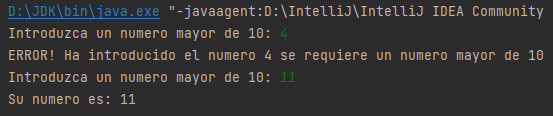 D:\JDK\bin\java.exe "-javaagent:D:\IntelliJ\IntelliJ IDEA Community
Introduzca un numero mayor de 10: 4
ERROR! Ha introducido el numero 4 se requiere un numero mayor de 10
Introduzca un numero mayor de 10: 11
Su numero es: 11